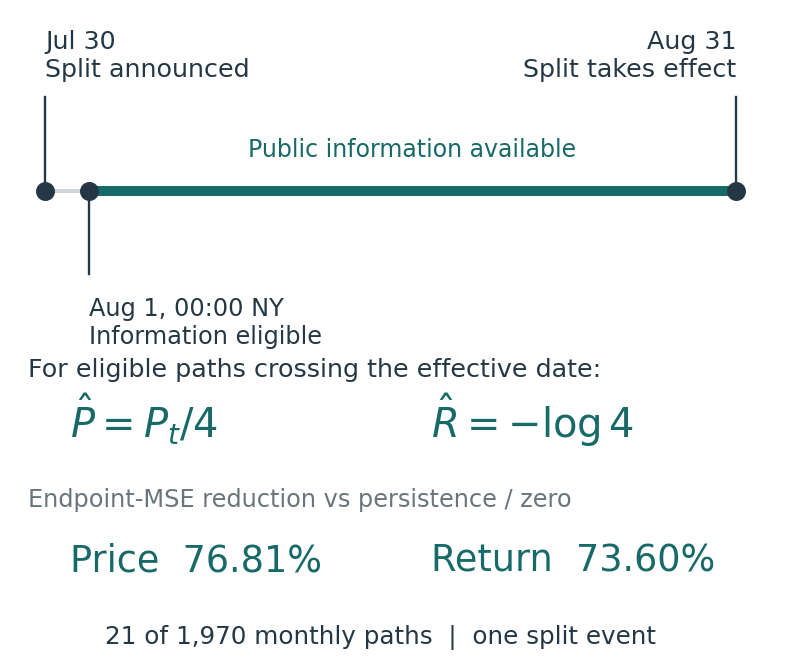 Jul 30
Split announced
Aug 31
Split takes effect
Public information available
Aug 1, 00:00 NY
Information eligible
For eligible paths crossing the effective date:
P̂ = Pₜ/4
R̂ = −log 4
Endpoint-MSE reduction vs persistence / zero
Price 76.81%
Return 73.60%
21 of 1,970 monthly paths | one split event